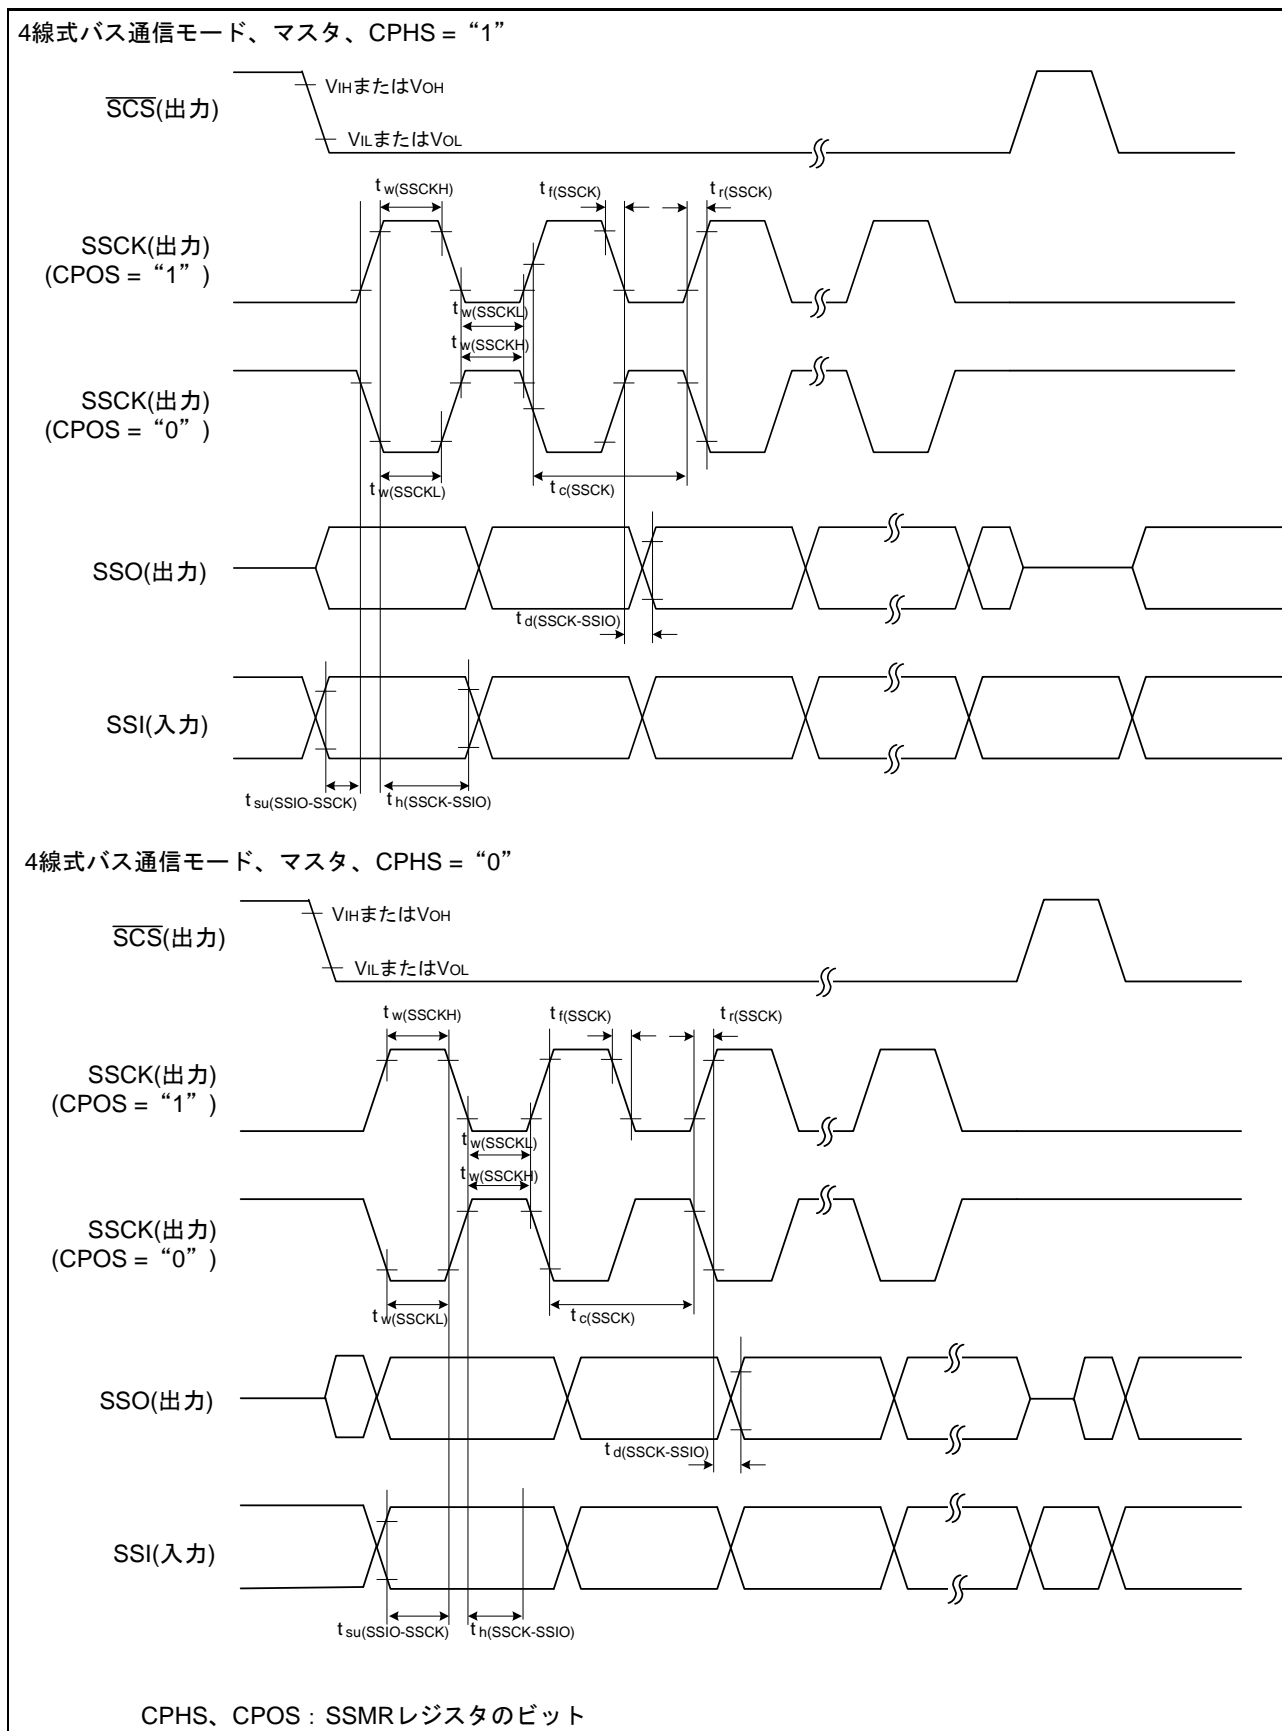 4線式バス通信モード、マスタ、CPHS = “1”
VIHまたはVOH
SCS(出力)
VILまたはVOL
tw(SSCKH)
tf(SSCK)
tr(SSCK)
SSCK(出力)
(CPOS = “1” )
tw(SSCKL)
tw(SSCKH)
SSCK(出力)
(CPOS = “0” )
tw(SSCKL)
tc(SSCK)
SSO(出力)
td(SSCK-SSIO)
SSI(入力)
tsu(SSIO-SSCK)
th(SSCK-SSIO)
4線式バス通信モード、マスタ、CPHS = “0”
VIHまたはVOH
SCS(出力)
VILまたはVOL
tw(SSCKH)
tf(SSCK)
tr(SSCK)
SSCK(出力)
(CPOS = “1” )
tw(SSCKL)
tw(SSCKH)
SSCK(出力)
(CPOS = “0” )
tw(SSCKL)
tc(SSCK)
SSO(出力)
td(SSCK-SSIO)
SSI(入力)
tsu(SSIO-SSCK)
th(SSCK-SSIO)
CPHS、CPOS : SSMRレジスタのビット